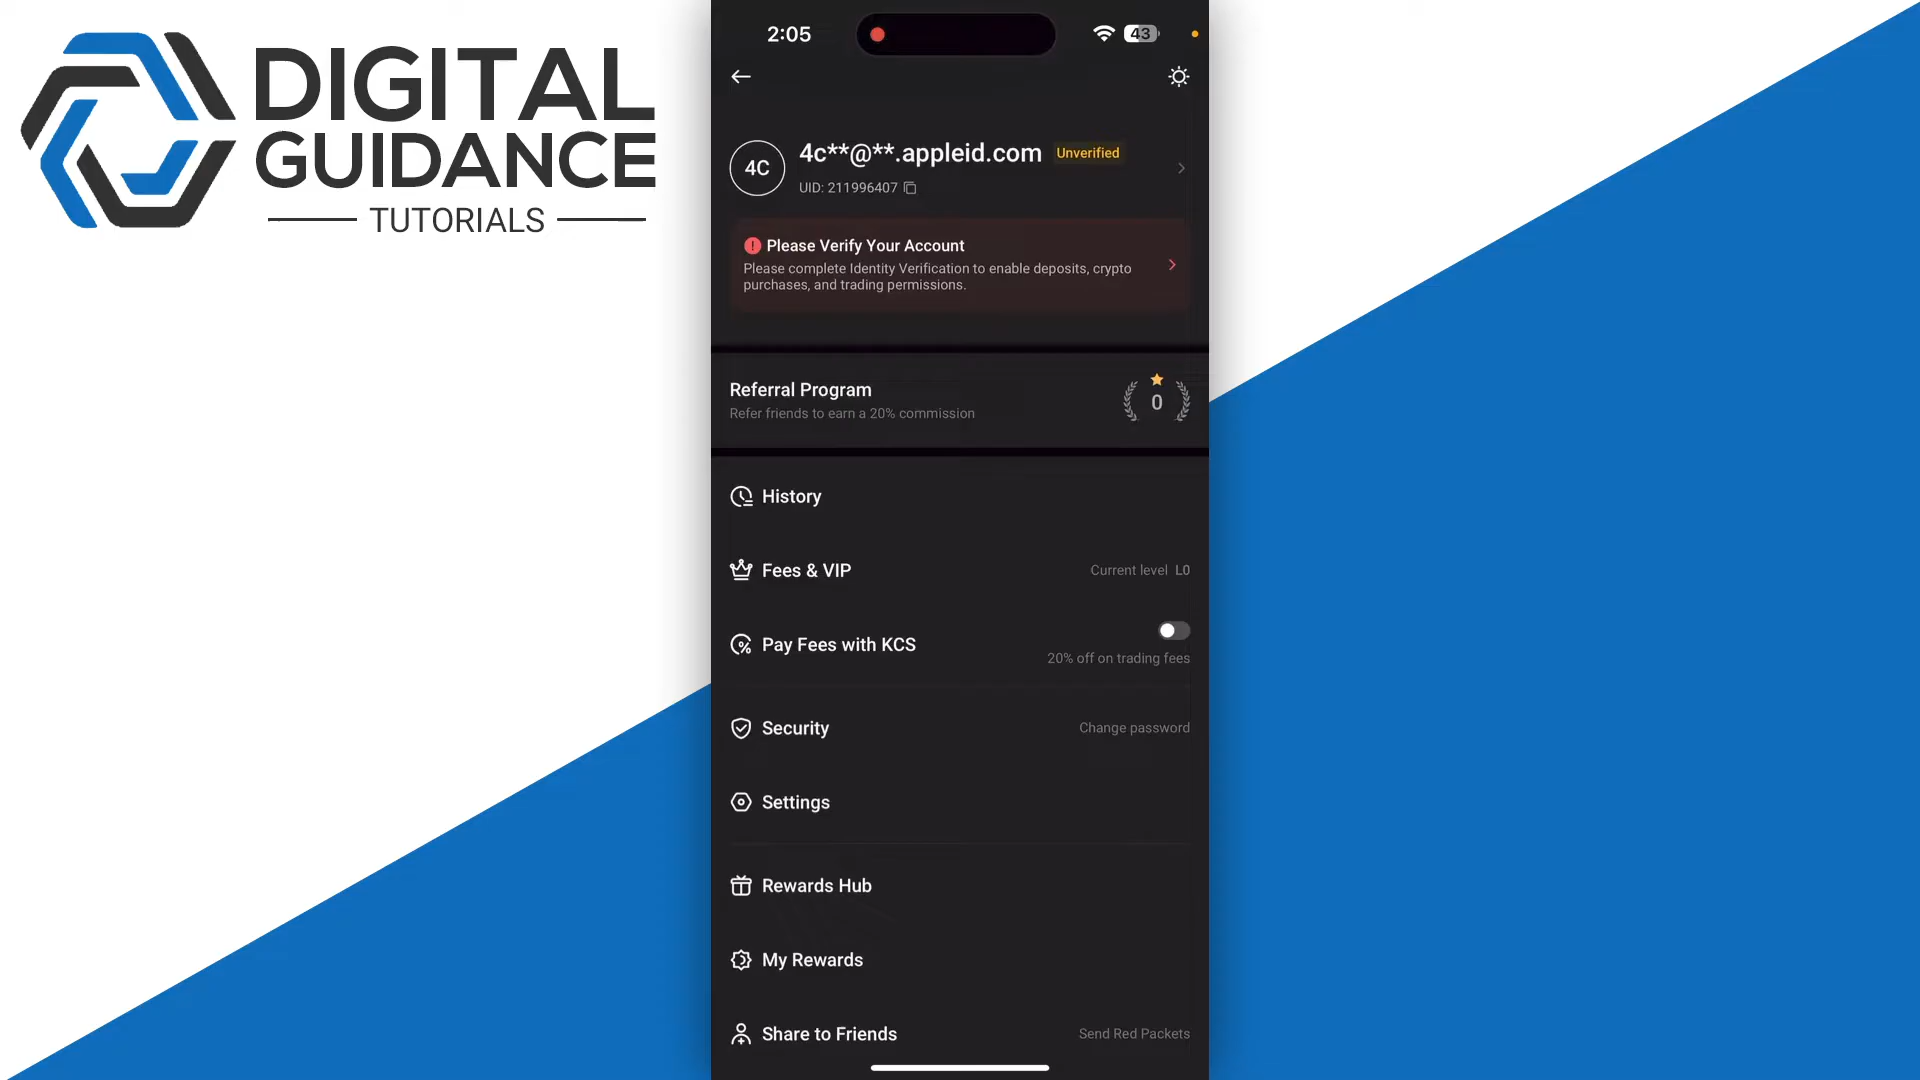 DIGITAL
GUIDANCE
TUTORIALS
2:05
43
4C
4c**@**.appleid.com
Unverified
UID: 211996407
Please Verify Your Account
Please complete Identity Verification to enable deposits, crypto
purchases, and trading permissions.
Referral Program
Refer friends to earn a 20% commission
0
History
Fees & VIP
Current level L0
Pay Fees with KCS
20% off on trading fees
Security
Change password
Settings
Rewards Hub
My Rewards
Share to Friends
Send Red Packets